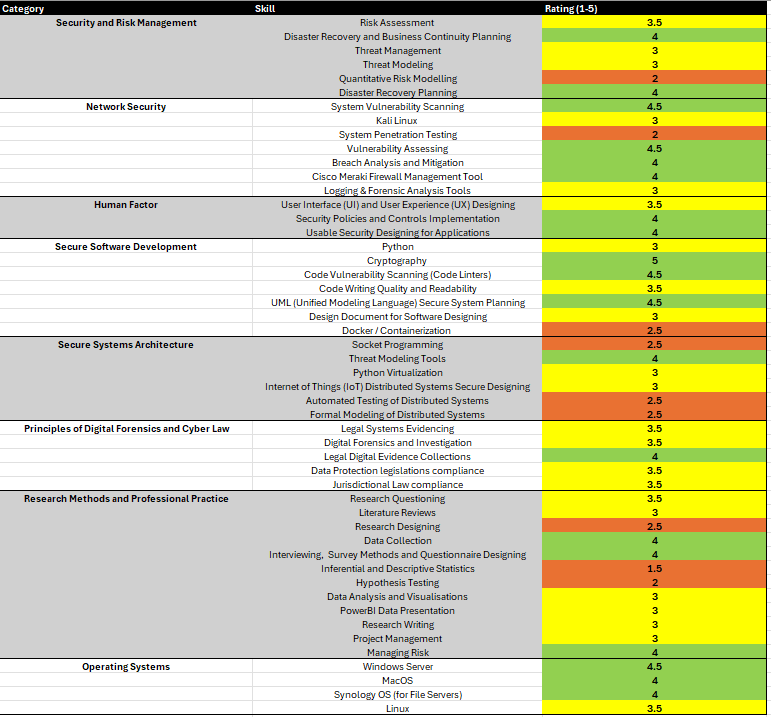 Category Skill Rating (1-5)
Security and Risk Management Risk Assessment 3.5
Disaster Recovery and Business Continuity Planning 4
Threat Management 3
Threat Modeling 3
Quantitative Risk Modelling 2
Disaster Recovery Planning 4
Network Security System Vulnerability Scanning 4.5
Kali Linux 3
System Penetration Testing 2
Vulnerability Assessing 4.5
Breach Analysis and Mitigation 4
Cisco Meraki Firewall Management Tool 4
Logging & Forensic Analysis Tools 3
Human Factor User Interface (UI) and User Experience (UX) Designing 3.5
Security Policies and Controls Implementation 4
Usable Security Designing for Applications 4
Secure Software Development Python 3
Cryptography 5
Code Vulnerability Scanning (Code Linters) 4.5
Code Writing Quality and Readability 3.5
UML (Unified Modeling Language) Secure System Planning 4.5
Design Document for Software Designing 3
Docker / Containerization 2.5
Secure Systems Architecture Socket Programming 2.5
Threat Modeling Tools 4
Python Virtualization 3
Internet of Things (IoT) Distributed Systems Secure Designing 3
Automated Testing of Distributed Systems 2.5
Formal Modeling of Distributed Systems 2.5
Principles of Digital Forensics and Cyber Law Legal Systems Evidencing 3.5
Digital Forensics and Investigation 3.5
Legal Digital Evidence Collections 4
Data Protection legislations compliance 3.5
Jurisdictional Law compliance 3.5
Research Methods and Professional Practice Research Questioning 3.5
Literature Reviews 3
Research Designing 2.5
Data Collection 4
Interviewing, Survey Methods and Questionnaire Designing 4
Inferential and Descriptive Statistics 1.5
Hypothesis Testing 2
Data Analysis and Visualisations 3
PowerBI Data Presentation 3
Research Writing 3
Project Management 3
Managing Risk 4
Operating Systems Windows Server 4.5
MacOS 4
Synology OS (for File Servers) 4
Linux 3.5